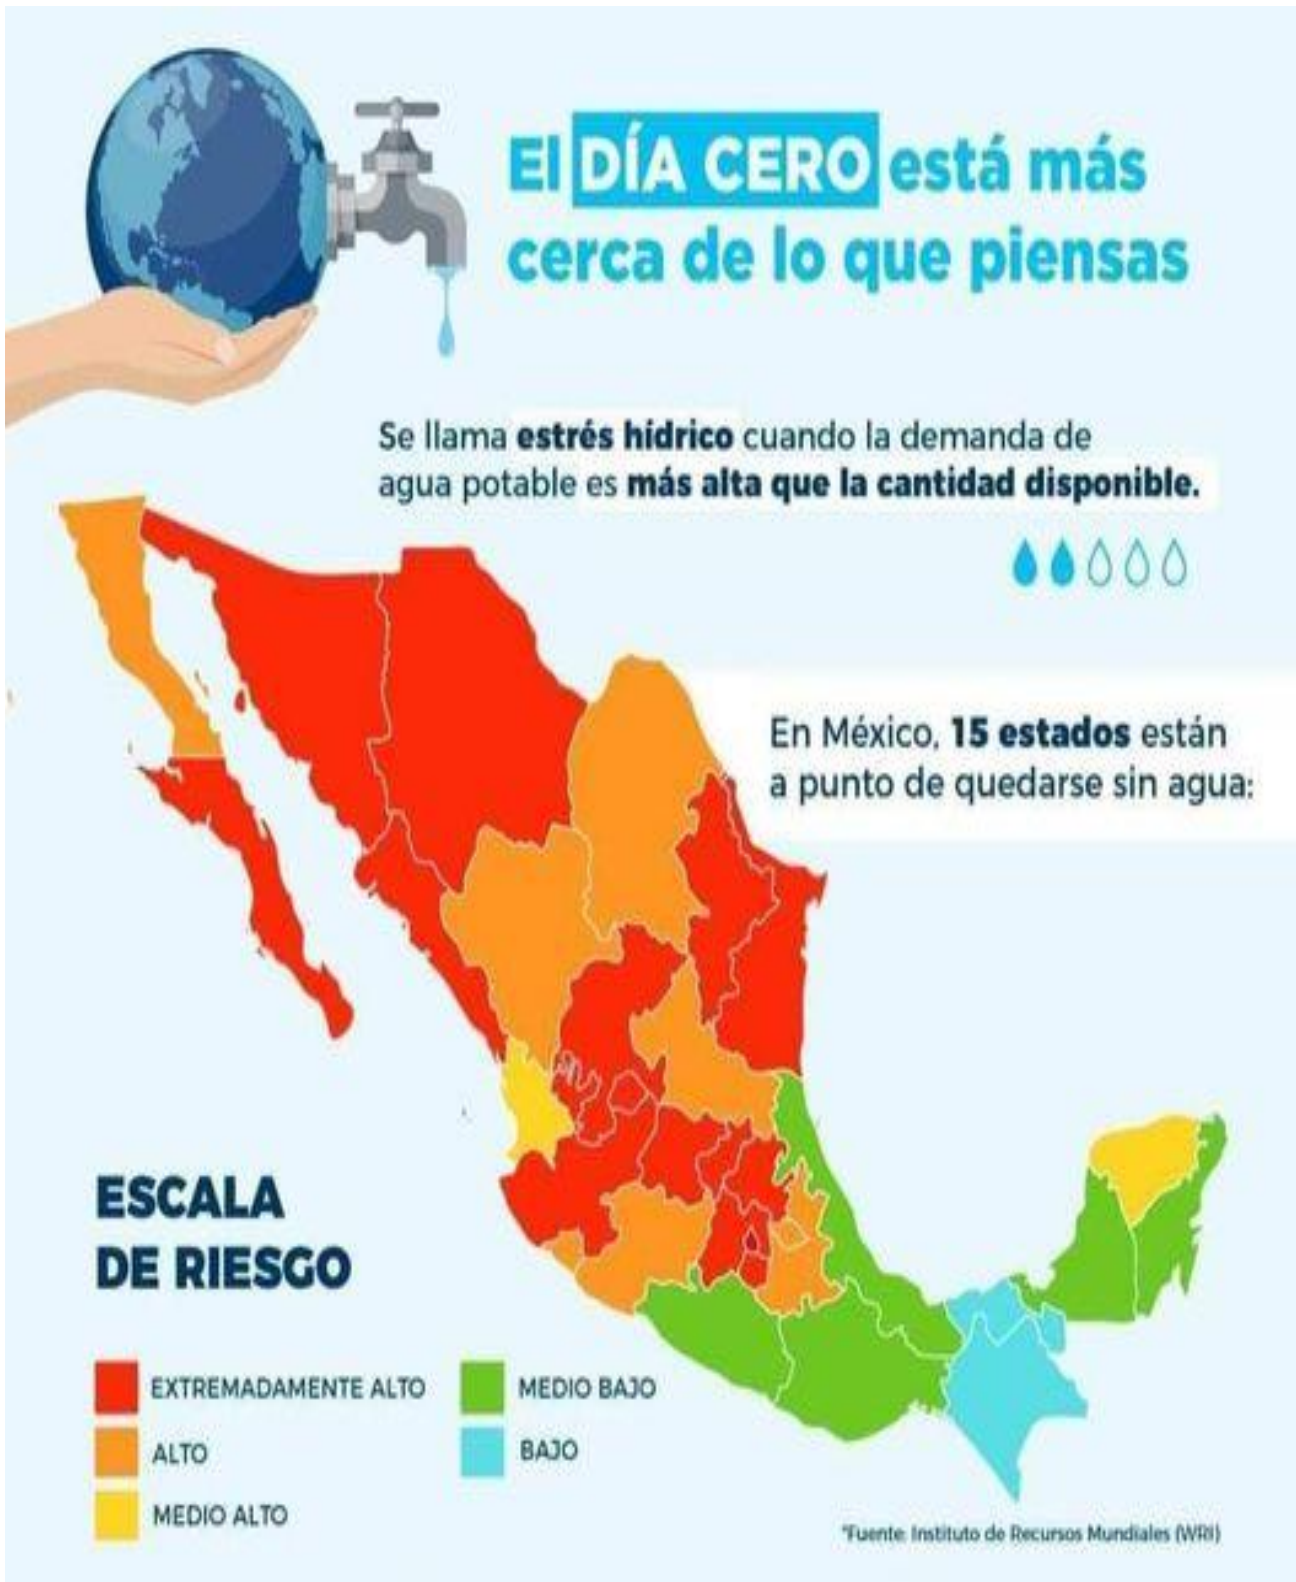 El DÍA CERO está más
cerca de lo que piensas
Se llama estrés hídrico cuando la demanda de
agua potable es más alta que la cantidad disponible.
En México, 15 estados están
a punto de quedarse sin agua:
ESCALA
DE RIESGO
EXTREMADAMENTE ALTO
ALTO
MEDIO ALTO
MEDIO BAJO
BAJO
*Fuente: Instituto de Recursos Mundiales (WRI)